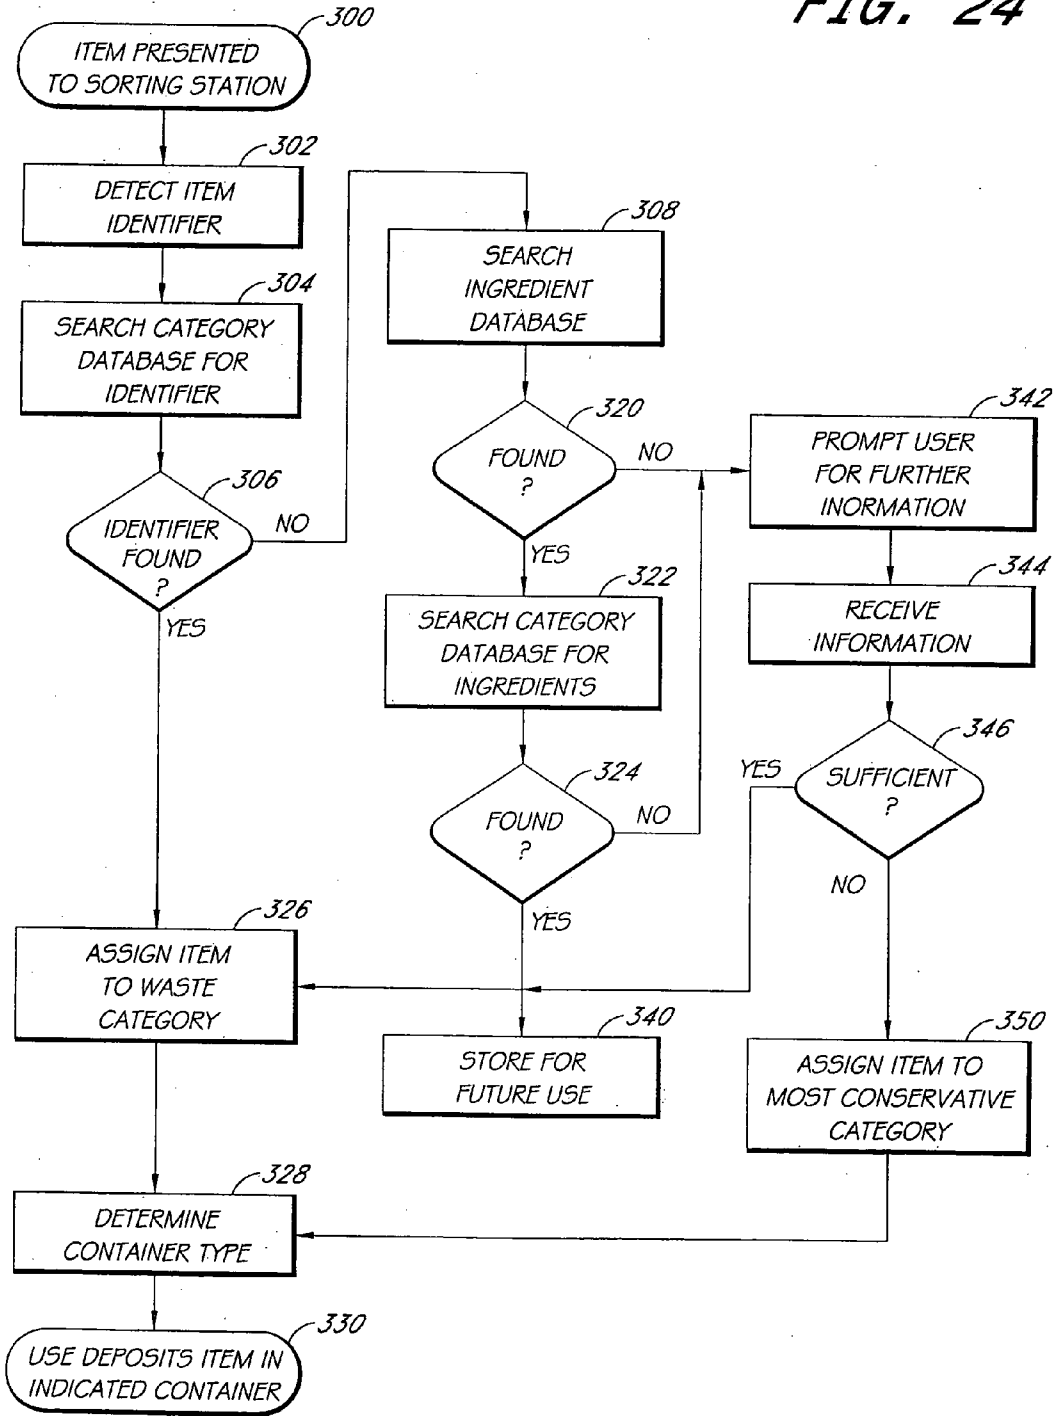 FIG. 24
300
ITEM PRESENTED
TO SORTING STATION
302
DETECT ITEM
IDENTIFIER
304
SEARCH CATEGORY
DATABASE FOR
IDENTIFIER
306
IDENTIFIER
FOUND
?
NO
YES
308
SEARCH
INGREDIENT
DATABASE
320
FOUND
?
NO
YES
322
SEARCH CATEGORY
DATABASE FOR
INGREDIENTS
324
FOUND
?
NO
YES
342
PROMPT USER
FOR FURTHER
INORMATION
344
RECEIVE
INFORMATION
346
SUFFICIENT
?
YES
NO
326
ASSIGN ITEM
TO WASTE
CATEGORY
340
STORE FOR
FUTURE USE
350
ASSIGN ITEM TO
MOST CONSERVATIVE
CATEGORY
328
DETERMINE
CONTAINER TYPE
330
USE DEPOSITS ITEM IN
INDICATED CONTAINER